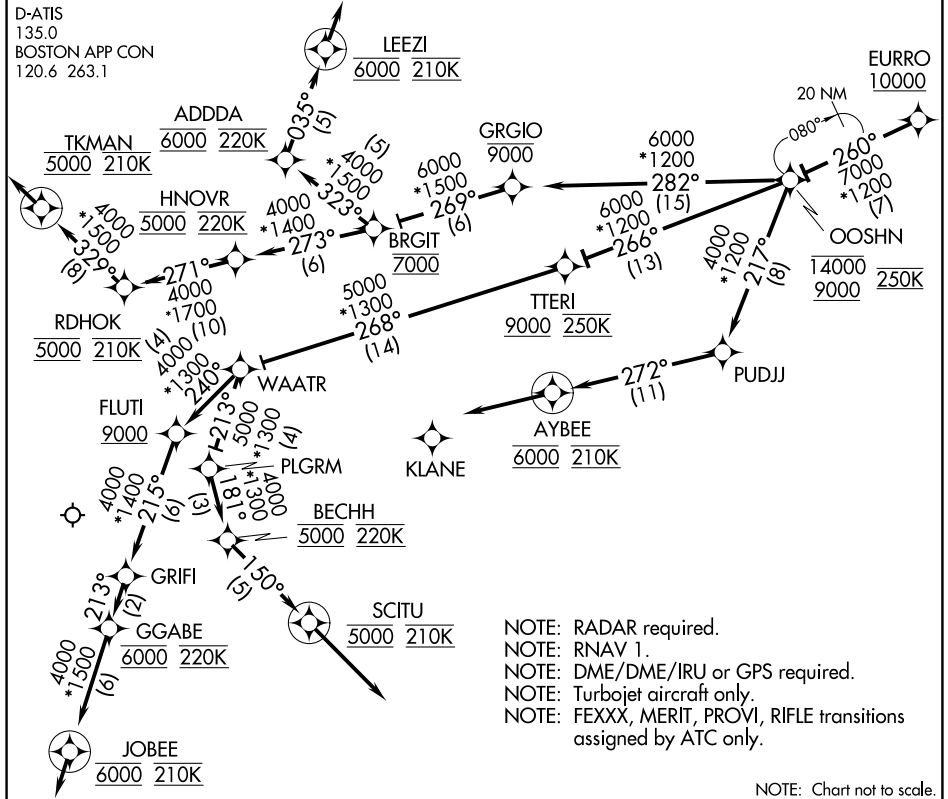 D-ATIS
135.0
BOSTON APP CON
120.6 263.1
LEEZI
6000 210K
035°
(5)
ADDDA
6000 220K
TKMAN
5000 210K
4000
*1500
329°
(8)
HNOVR
5000 220K
4000
*1500
323°
(5)
4000
*1400
273°
(6)
BRGIT
7000
6000
*1500
269°
(6)
GRGIO
9000
6000
*1200
282°
(15)
EURRO
10000
20 NM
080°
260°
7000
*1200
(7)
OOSHN
14000
9000 250K
6000
*1200
266°
(13)
4000
*1200
217°
(8)
271°
4000
*1700
(10)
RDHOK
5000 210K
TTERI
9000 250K
5000
*1300
268°
(14)
PUDJJ
272°
(11)
AYBEE
6000 210K
KLANE
WAATR
(4)
4000
*1300
240°
FLUTI
9000
213°
5000
*1300
(4)
PLGRM
4000
*1300
181°
(3)
BECHH
5000 220K
4000
*1400
215°
(6)
GRIFI
213°
(2)
GGABE
6000 220K
150°
(5)
SCITU
5000 210K
4000
*1500
(6)
JOBEE
6000 210K
NOTE: RADAR required.
NOTE: RNAV 1.
NOTE: DME/DME/IRU or GPS required.
NOTE: Turbojet aircraft only.
NOTE: FEXXX, MERIT, PROVI, RIFLE transitions
assigned by ATC only.
NOTE: Chart not to scale.